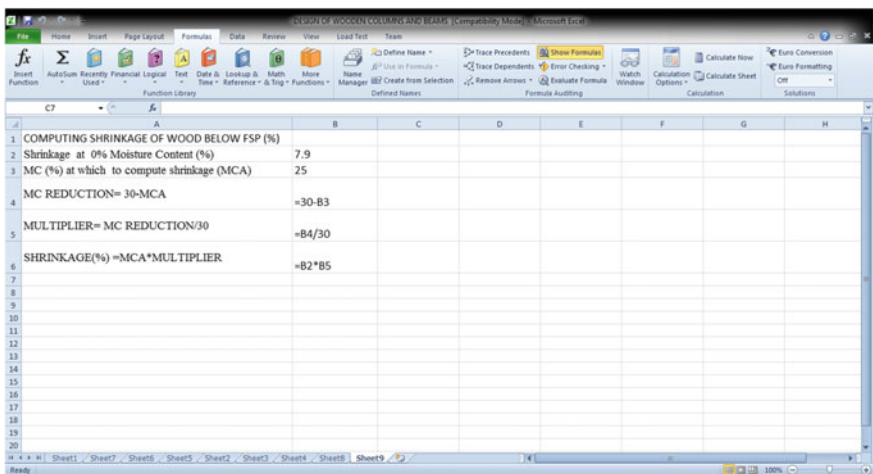 DESIGN OF WOODEN COLUMNS AND BEAMS [Compatibility Mode] - Microsoft Excel
File Home Insert Page Layout Formulas Data Review View Load Test Team
fx Insert Function
Σ AutoSum
Recently Used
Financial
Logical
Text
Date & Time
Lookup & Reference
Math & Trig
More Functions
Function Library
Name Manager
Define Name
Use in Formula
Create from Selection
Defined Names
Trace Precedents
Trace Dependents
Remove Arrows
Show Formulas
Error Checking
Evaluate Formula
Formula Auditing
Watch Window
Calculation Options
Calculate Now
Calculate Sheet
Calculation
Euro Conversion
Euro Formatting
Off
Solutions
C7 fx
A B C D E F G H
1 COMPUTING SHRINKAGE OF WOOD BELOW FSP (%)
2 Shrinkage at 0% Moisture Content (%) 7.9
3 MC (%) at which to compute shrinkage (MCA) 25
4 MC REDUCTION= 30-MCA =30-B3
5 MULTIPLIER= MC REDUCTION/30 =B4/30
6 SHRINKAGE(%) =MCA*MULTIPLIER =B2*B5
7
8
9
10
11
12
13
14
15
16
17
18
19
20
Sheet1 Sheet7 Sheet6 Sheet5 Sheet2 Sheet3 Sheet4 Sheet8 Sheet9
Ready 100%